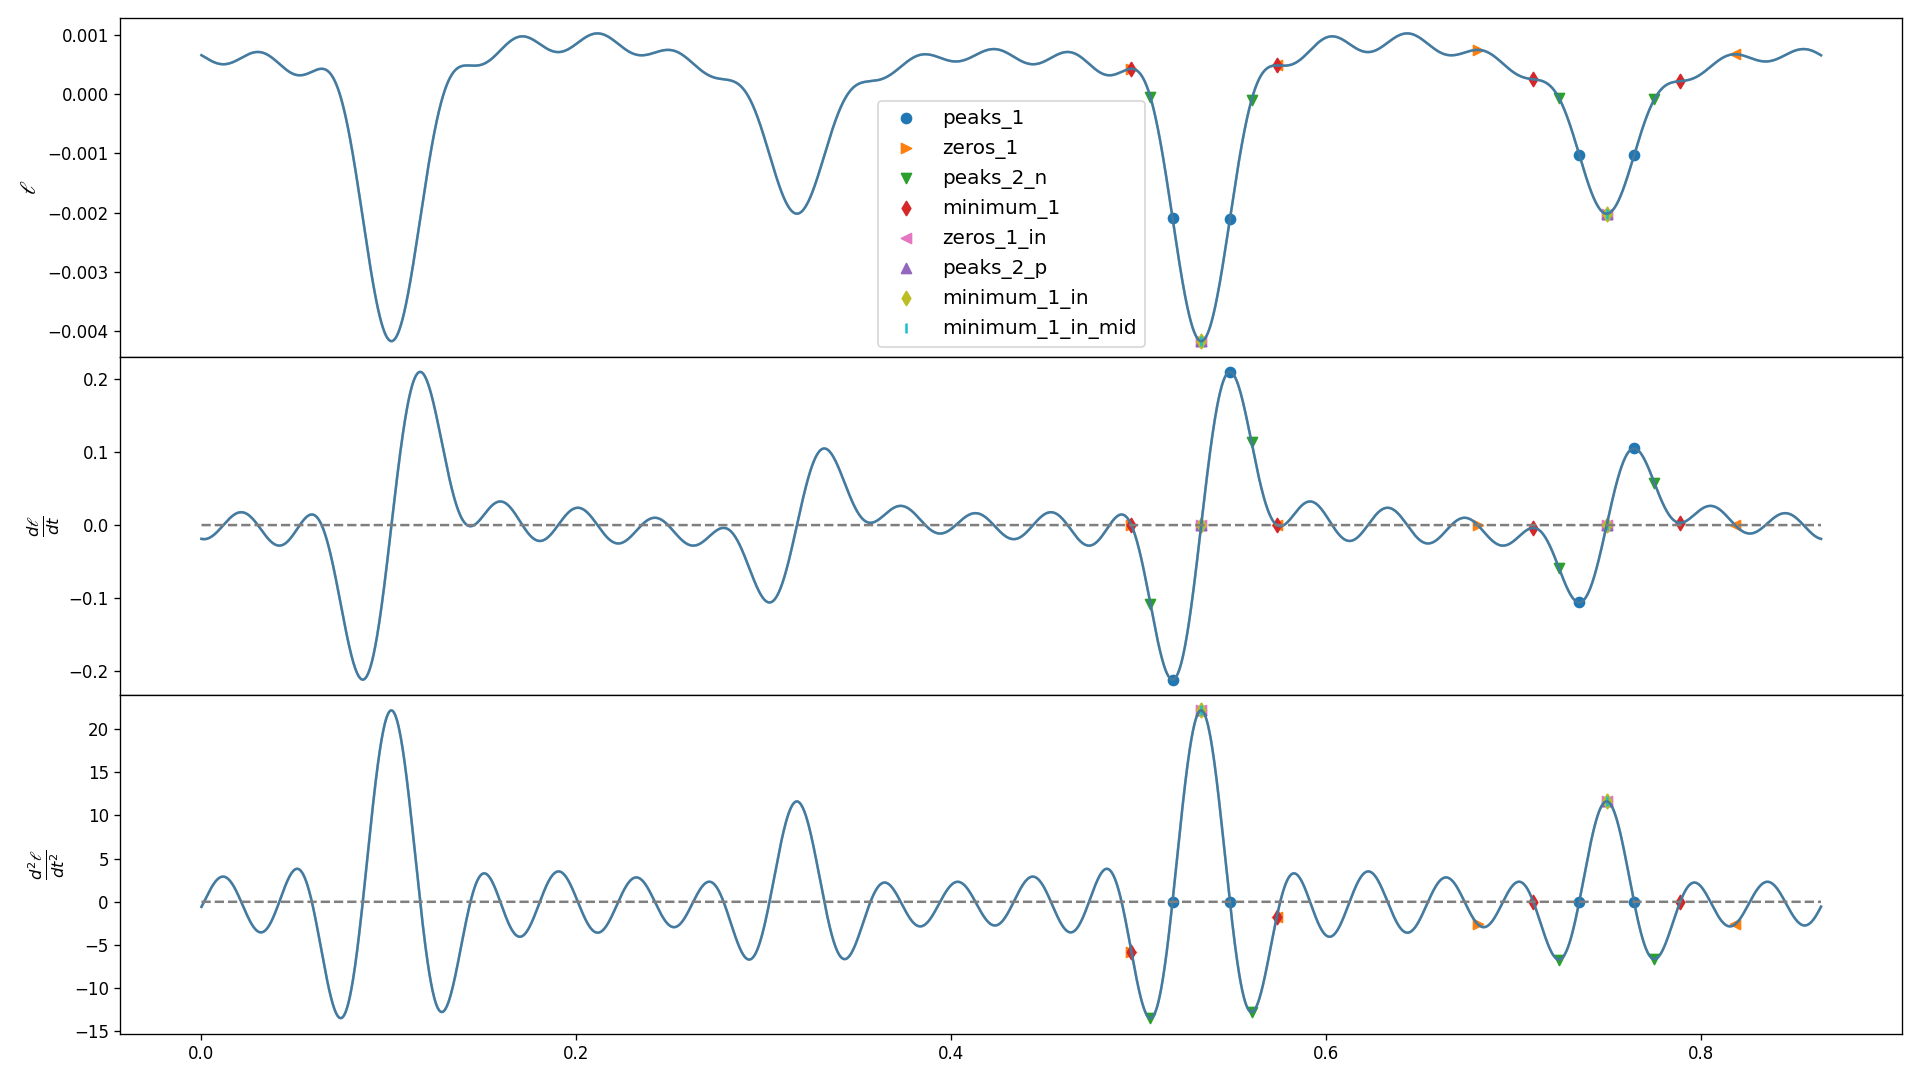 0.001
0.000
−0.001
−0.002
−0.003
−0.004
ℓ
peaks_1
zeros_1
peaks_2_n
minimum_1
zeros_1_in
peaks_2_p
minimum_1_in
minimum_1_in_mid
0.2
0.1
0.0
−0.1
−0.2
dℓ
dt
20
15
10
5
0
−5
−10
−15
d²ℓ
dt²
0.0 0.2 0.4 0.6 0.8